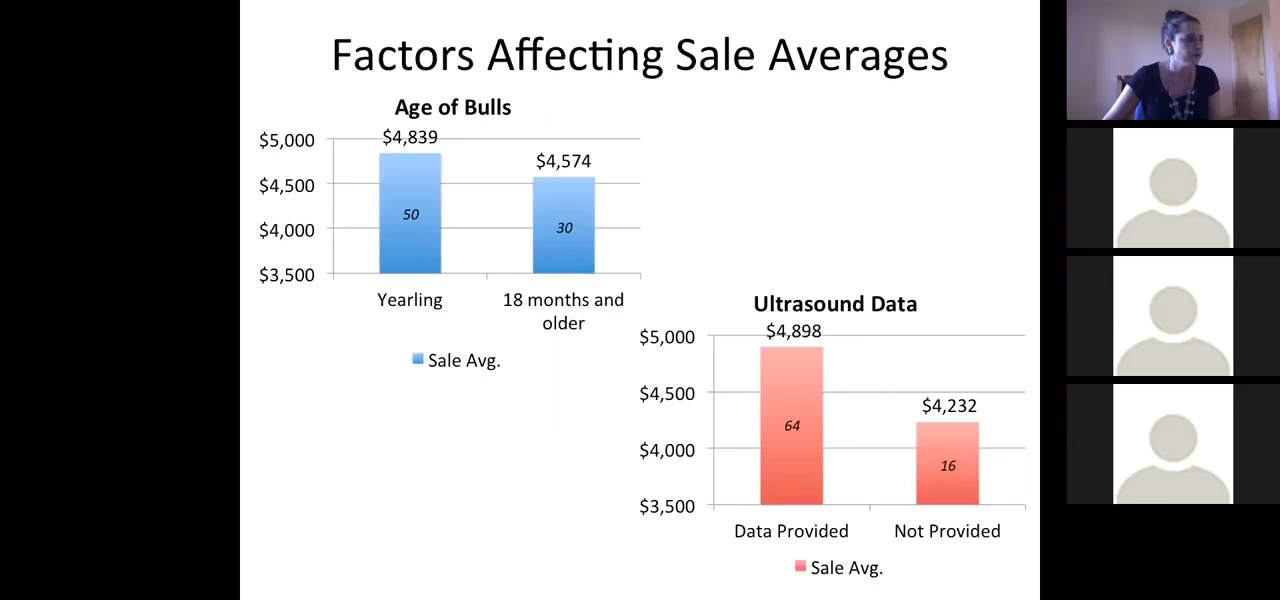 Factors Affecting Sale Averages
Age of Bulls
$5,000
$4,500
$4,000
$3,500
$4,839
$4,574
50
30
Yearling
18 months and
older
Sale Avg.
Ultrasound Data
$5,000
$4,500
$4,000
$3,500
$4,898
$4,232
64
16
Data Provided
Not Provided
Sale Avg.